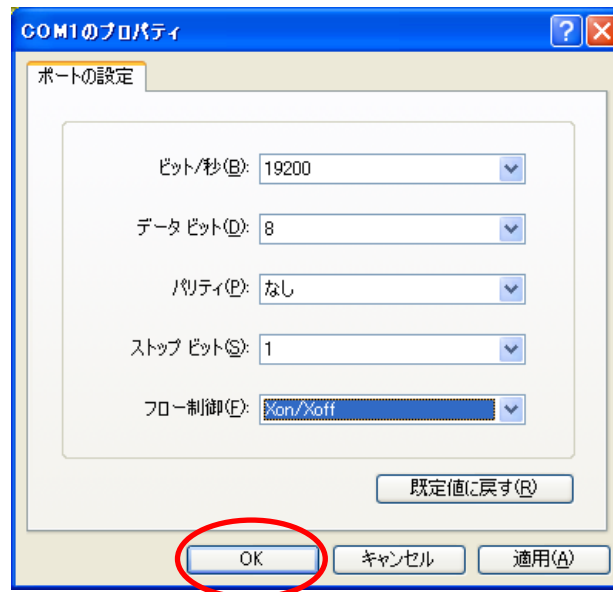 COM1のプロパティ
ポートの設定
ビット/秒(B): 19200
データ ビット(D): 8
パリティ(P): なし
ストップ ビット(S): 1
フロー制御(F): Xon/Xoff
既定値に戻す(R)
OK キャンセル 適用(A)